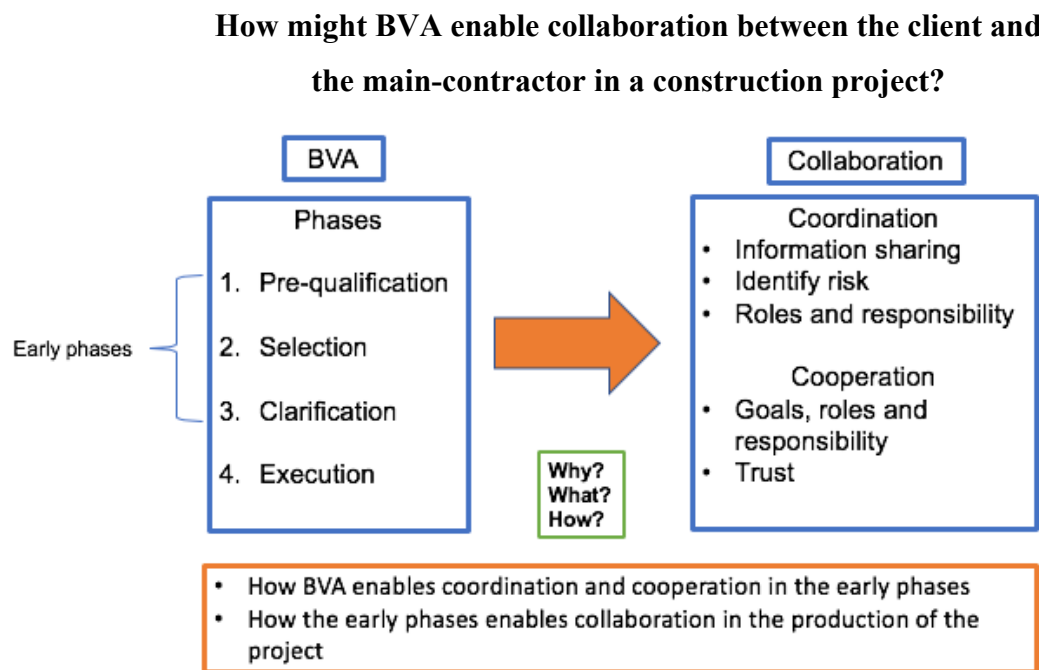 How might BVA enable collaboration between the client and
the main-contractor in a construction project?
BVA
Phases
1. Pre-qualification
2. Selection
3. Clarification
4. Execution
Early phases
Why?
What?
How?
Collaboration
Coordination
• Information sharing
• Identify risk
• Roles and responsibility
Cooperation
• Goals, roles and
responsibility
• Trust
• How BVA enables coordination and cooperation in the early phases
• How the early phases enables collaboration in the production of the
project